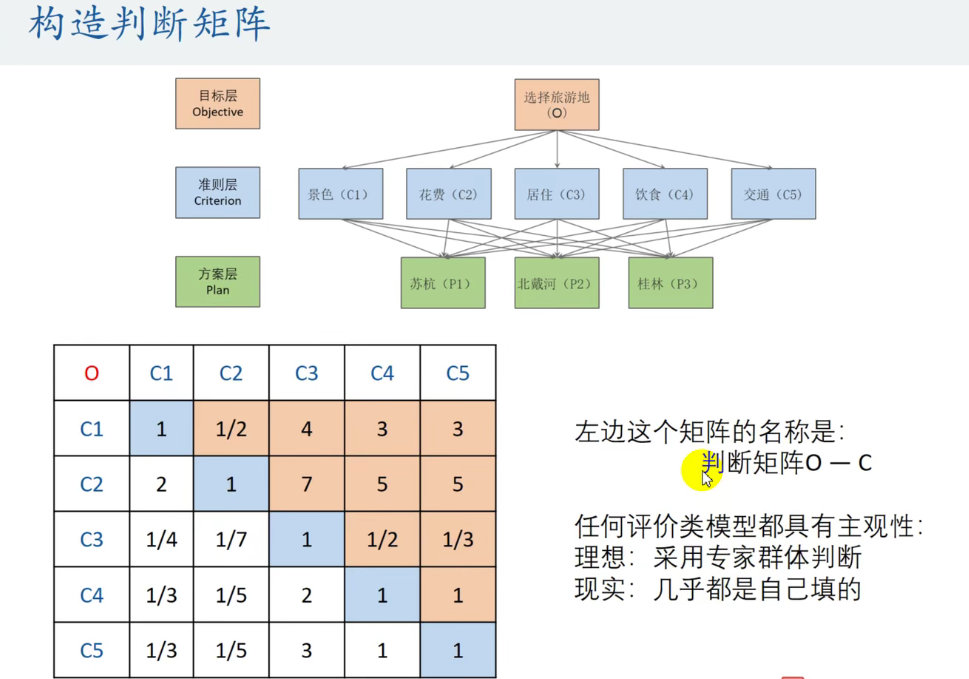 构造判断矩阵
目标层
Objective
选择旅游地
（O）
准则层
Criterion
景色（C1）
花费（C2）
居住（C3）
饮食（C4）
交通（C5）
方案层
Plan
苏杭（P1）
北戴河（P2）
桂林（P3）
O C1 C2 C3 C4 C5
C1 1 1/2 4 3 3
C2 2 1 7 5 5
C3 1/4 1/7 1 1/2 1/3
C4 1/3 1/5 2 1 1
C5 1/3 1/5 3 1 1
左边这个矩阵的名称是：
判断矩阵O — C
任何评价类模型都具有主观性：
理想：采用专家群体判断
现实：几乎都是自己填的